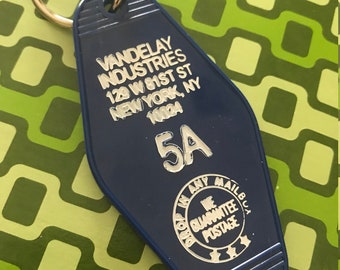 VANDELAY
INDUSTRIES
129 W 81ST ST
NEW YORK, NY
10024
5A
DROP IN ANY MAILBOX
WE
GUARANTEE
POSTAGE